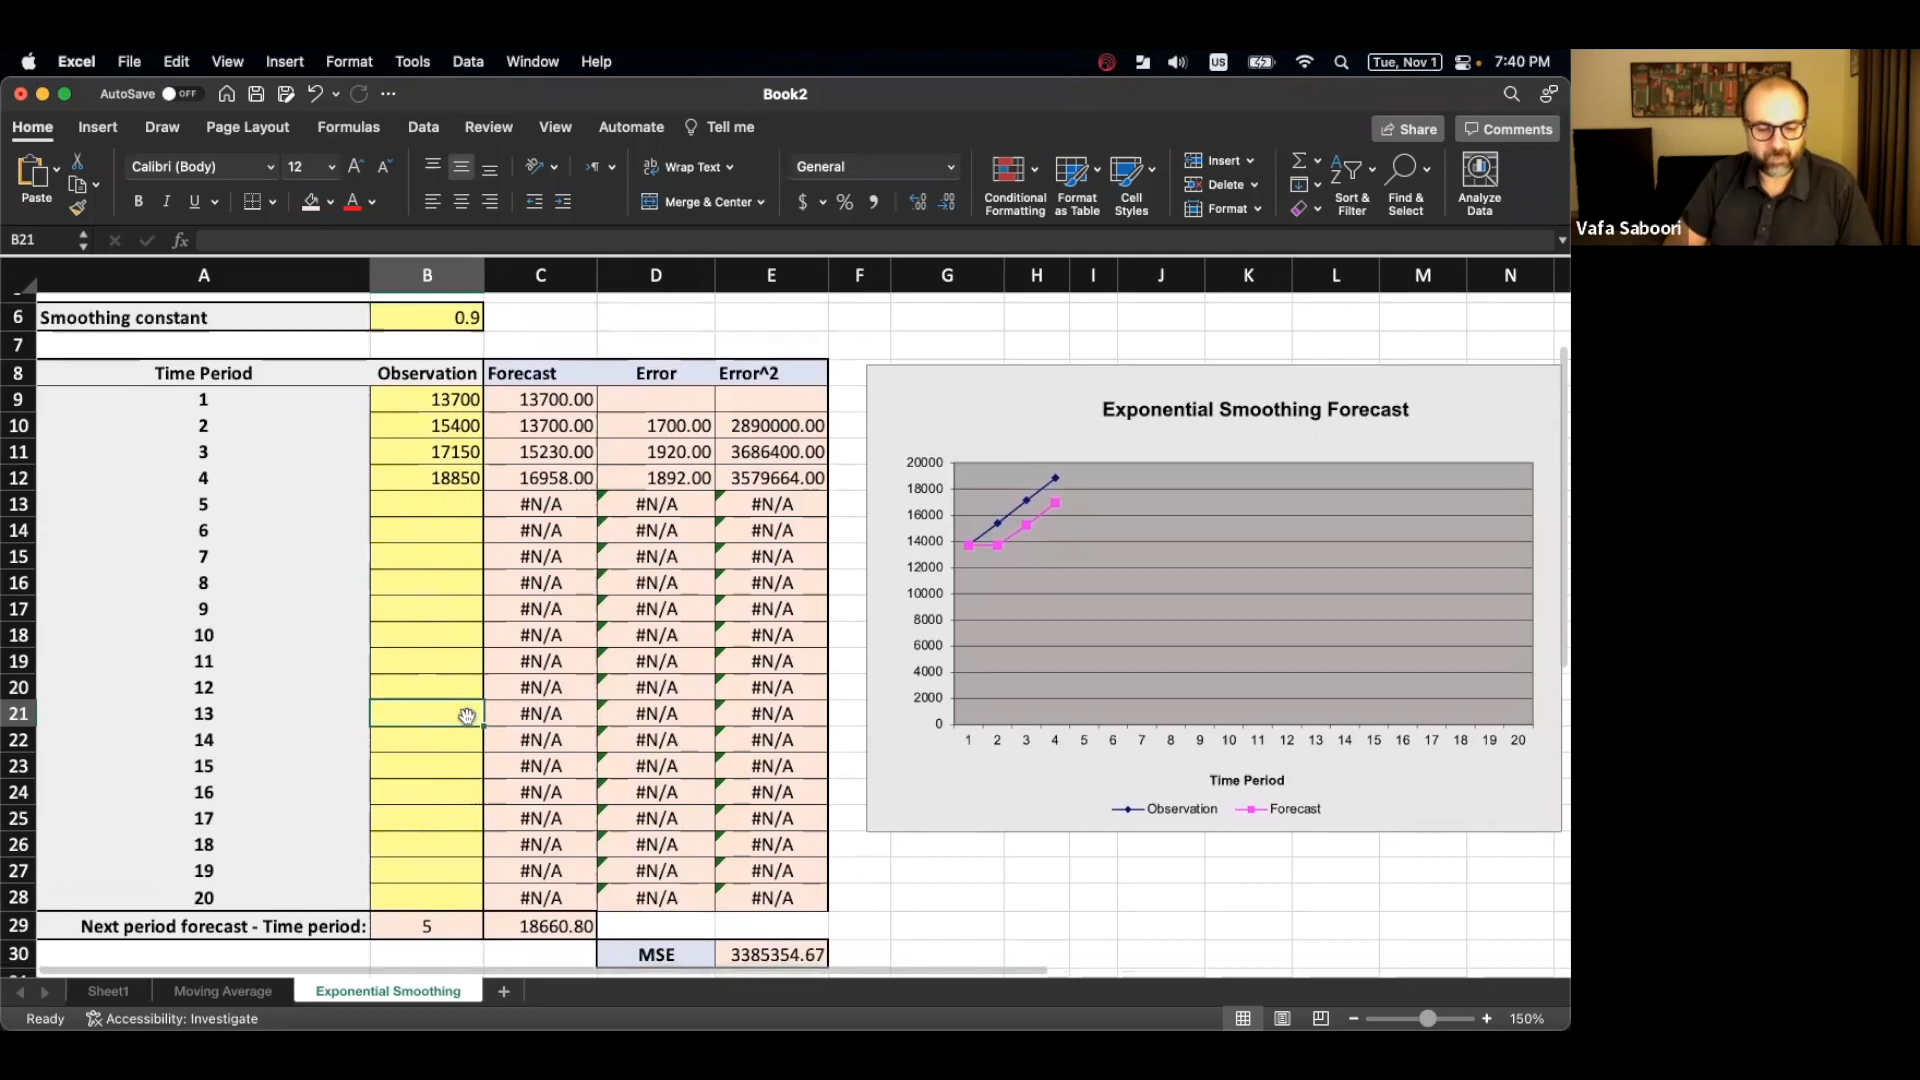 Excel File Edit View Insert Format Tools Data Window Help US Tue, Nov 1 7:40 PM
AutoSave OFF Book2
Home Insert Draw Page Layout Formulas Data Review View Automate Tell me Share Comments
Paste Calibri (Body) 12 A^ A B I U A Wrap Text Merge & Center General $ % Conditional Formatting Format as Table Cell Styles Insert Delete Format Sort & Filter Find & Select Analyze Data
Vafa Saboori
B21 fx
A B C D E F G H I J K L M N
6 Smoothing constant 0.9
7
8 Time Period Observation Forecast Error Error^2
9 1 13700 13700.00
10 2 15400 13700.00 1700.00 2890000.00
11 3 17150 15230.00 1920.00 3686400.00
12 4 18850 16958.00 1892.00 3579664.00
13 5 #N/A #N/A #N/A
14 6 #N/A #N/A #N/A
15 7 #N/A #N/A #N/A
16 8 #N/A #N/A #N/A
17 9 #N/A #N/A #N/A
18 10 #N/A #N/A #N/A
19 11 #N/A #N/A #N/A
20 12 #N/A #N/A #N/A
21 13 #N/A #N/A #N/A
22 14 #N/A #N/A #N/A
23 15 #N/A #N/A #N/A
24 16 #N/A #N/A #N/A
25 17 #N/A #N/A #N/A
26 18 #N/A #N/A #N/A
27 19 #N/A #N/A #N/A
28 20 #N/A #N/A #N/A
29 Next period forecast - Time period: 5 18660.80
30 MSE 3385354.67
Exponential Smoothing Forecast
20000
18000
16000
14000
12000
10000
8000
6000
4000
2000
0
1 2 3 4 5 6 7 8 9 10 11 12 13 14 15 16 17 18 19 20
Time Period
Observation Forecast
Sheet1 Moving Average Exponential Smoothing +
Ready Accessibility: Investigate 150%